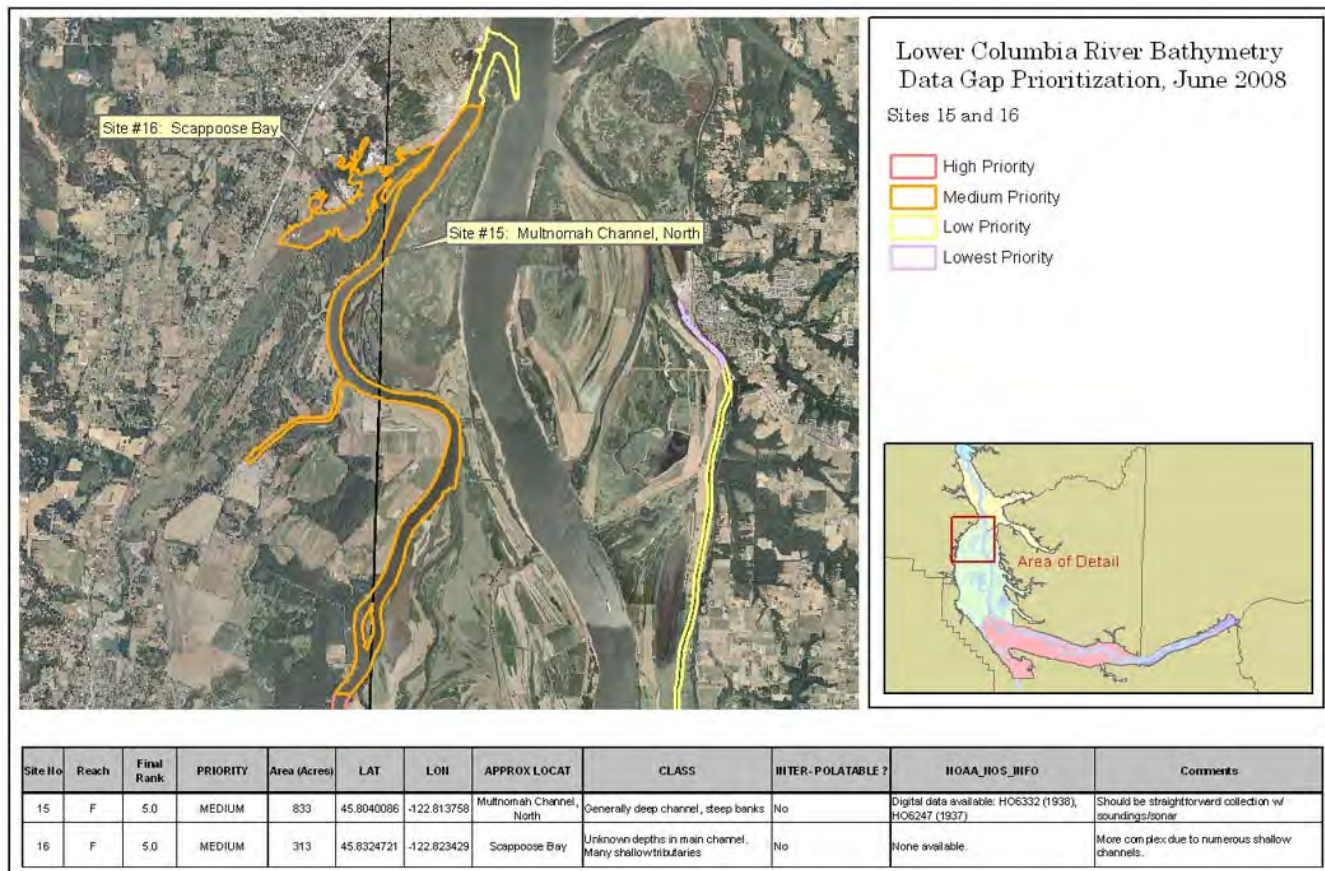 Lower Columbia River Bathymetry
Data Gap Prioritization, June 2008
Sites 15 and 16
High Priority
Medium Priority
Low Priority
Lowest Priority
Site #16: Scappoose Bay
Site #15: Multnomah Channel, North
Area of Detail
Site No Reach Final Rank PRIORITY Area (Acres) LAT LON APPROX LOCAT CLASS INTER-POLATABLE ? NOAA_NOS_INFO Comments
15 F 5.0 MEDIUM 833 45.8040086 -122.813758 Multnomah Channel, North Generally deep channel, steep banks No Digital data available: HO6332 (1938), HO6247 (1937) Should be straightforward collection w/ soundings/sonar
16 F 5.0 MEDIUM 313 45.8324721 -122.823429 Scappoose Bay Unknown depths in main channel. Many shallow tributaries No None available. More complex due to numerous shallow channels.